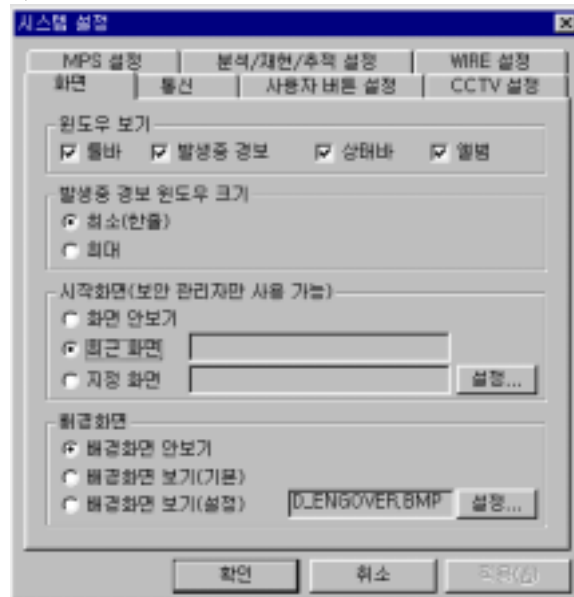 시스템 설정
MPS 설정 분석/재현/추적 설정 WIRE 설정
화면 통신 사용자 버튼 설정 CCTV 설정
윈도우 보기
툴바 발생중 경보 상태바 앨범
발생중 경보 윈도우 크기
최소(한줄)
최대
시작화면(보안 관리자만 사용 가능)
화면 안보기
최근 화면
지정 화면 설정...
배경화면
배경화면 안보기
배경화면 보기(기본)
배경화면 보기(설정) D_ENGOVER.BMP 설정...
확인 취소 적용(A)